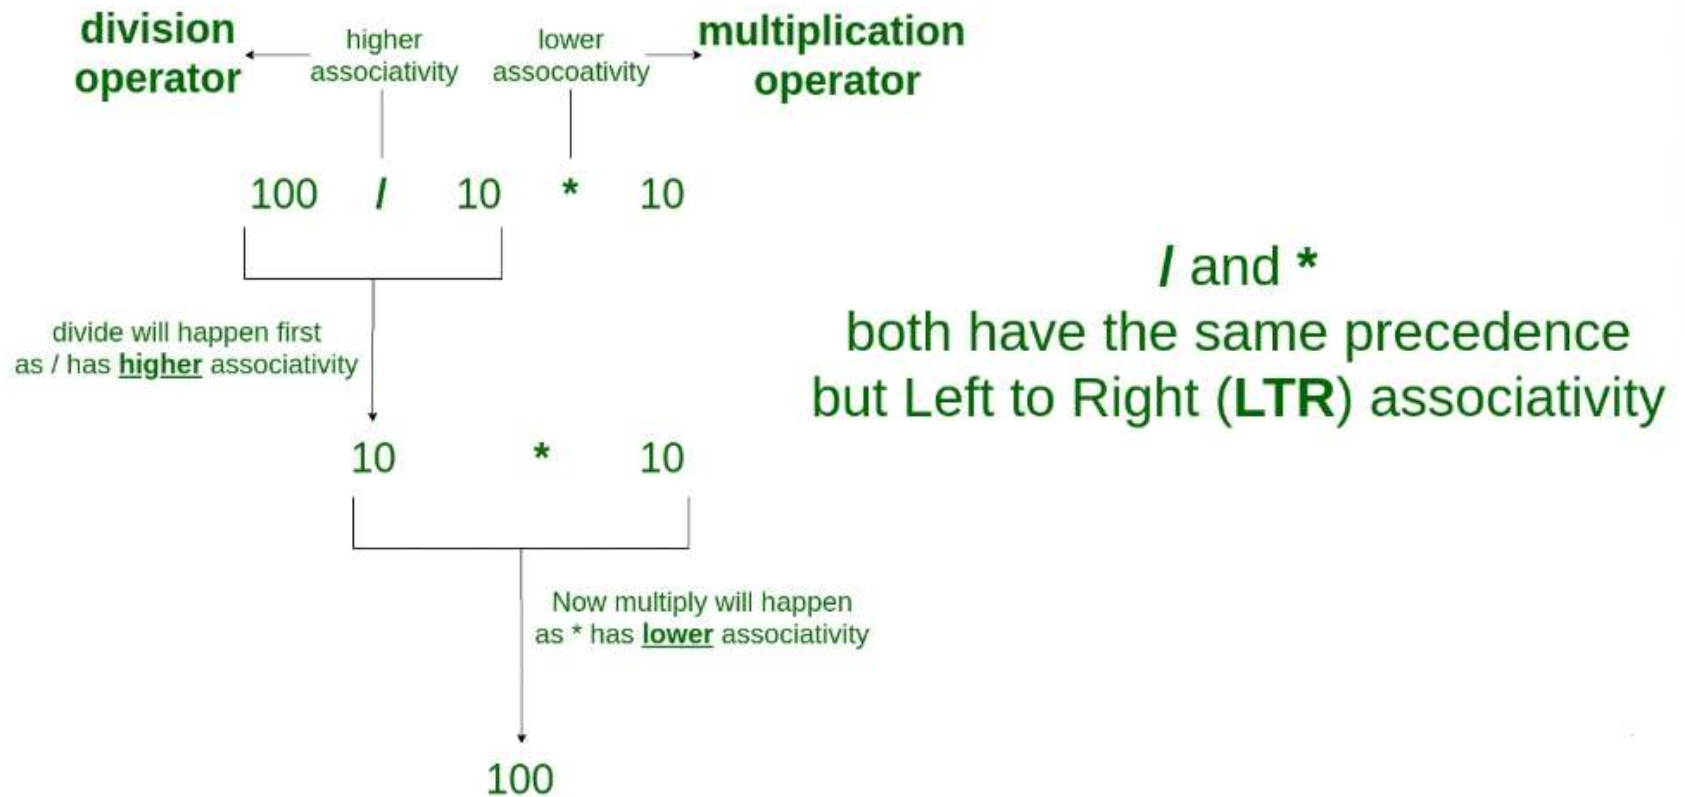 division
operator
higher
associativity
lower
assocoativity
multiplication
operator
100 / 10 * 10
divide will happen first
as / has higher associativity
10 * 10
Now multiply will happen
as * has lower associativity
100
/ and *
both have the same precedence
but Left to Right (LTR) associativity